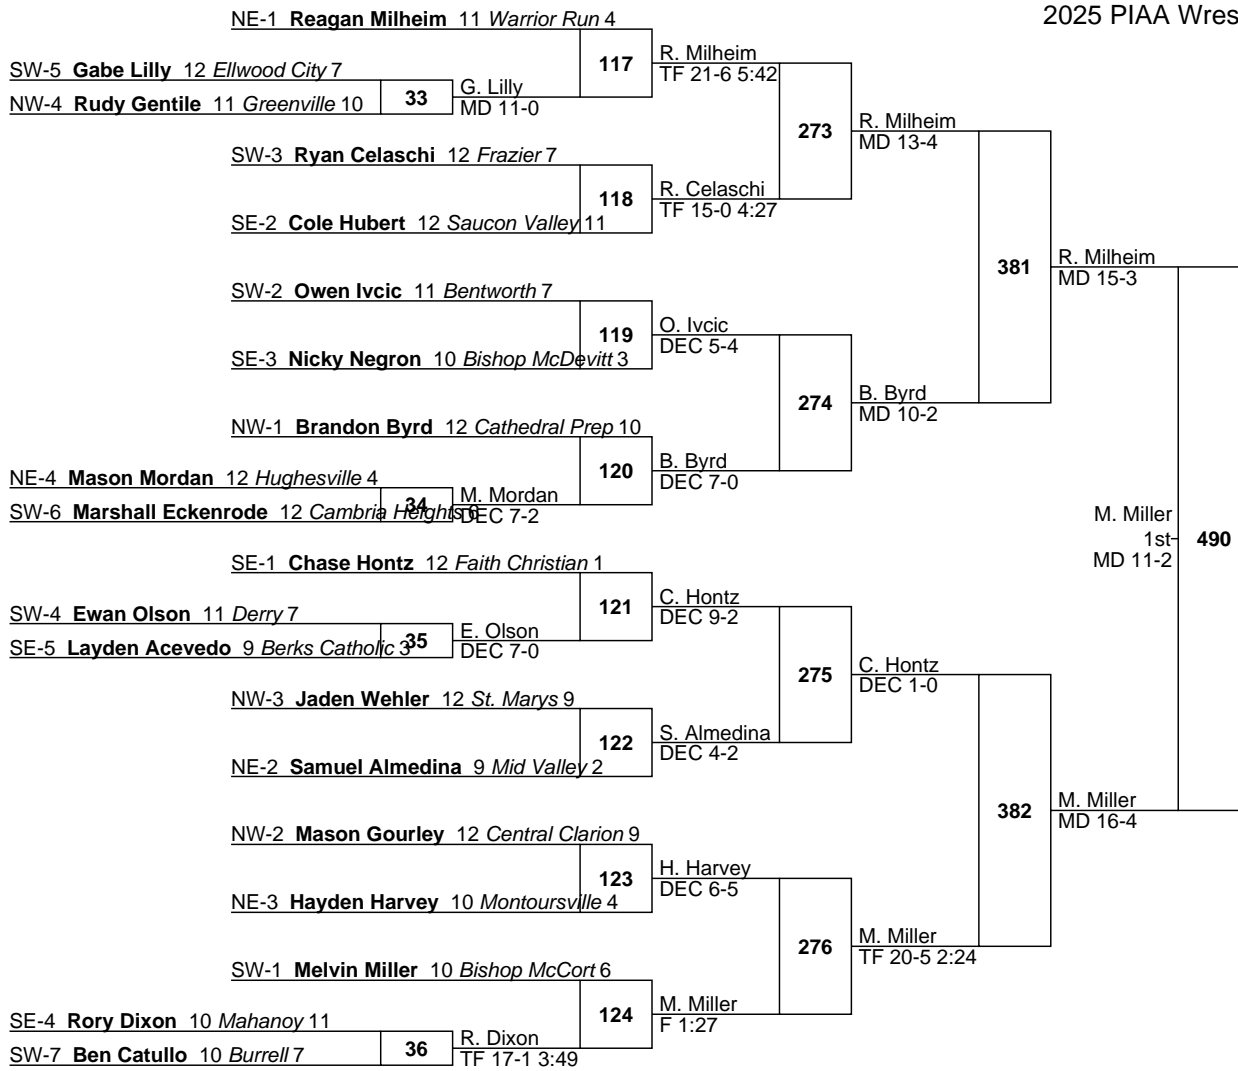 2025 PIAA Wres
NE-1 Reagan Milheim 11 Warrior Run 4
117
R. Milheim
TF 21-6 5:42
SW-5 Gabe Lilly 12 Ellwood City 7
33
G. Lilly
MD 11-0
NW-4 Rudy Gentile 11 Greenville 10
273
R. Milheim
MD 13-4
SW-3 Ryan Celaschi 12 Frazier 7
118
R. Celaschi
TF 15-0 4:27
SE-2 Cole Hubert 12 Saucon Valley 11
381
R. Milheim
MD 15-3
SW-2 Owen Ivcic 11 Bentworth 7
119
O. Ivcic
DEC 5-4
SE-3 Nicky Negron 10 Bishop McDevitt 3
274
B. Byrd
MD 10-2
NW-1 Brandon Byrd 12 Cathedral Prep 10
120
B. Byrd
DEC 7-0
NE-4 Mason Mordan 12 Hughesville 4
34
M. Mordan
DEC 7-2
SW-6 Marshall Eckenrode 12 Cambria Heights 6
M. Miller
1st
MD 11-2
490
SE-1 Chase Hontz 12 Faith Christian 1
121
C. Hontz
DEC 9-2
SW-4 Ewan Olson 11 Derry 7
35
E. Olson
DEC 7-0
SE-5 Layden Acevedo 9 Berks Catholic 3
275
C. Hontz
DEC 1-0
NW-3 Jaden Wehler 12 St. Marys 9
122
S. Almedina
DEC 4-2
NE-2 Samuel Almedina 9 Mid Valley 2
382
M. Miller
MD 16-4
NW-2 Mason Gourley 12 Central Clarion 9
123
H. Harvey
DEC 6-5
NE-3 Hayden Harvey 10 Montoursville 4
276
M. Miller
TF 20-5 2:24
SW-1 Melvin Miller 10 Bishop McCort 6
124
M. Miller
F 1:27
SE-4 Rory Dixon 10 Mahanoy 11
36
R. Dixon
TF 17-1 3:49
SW-7 Ben Catullo 10 Burrell 7